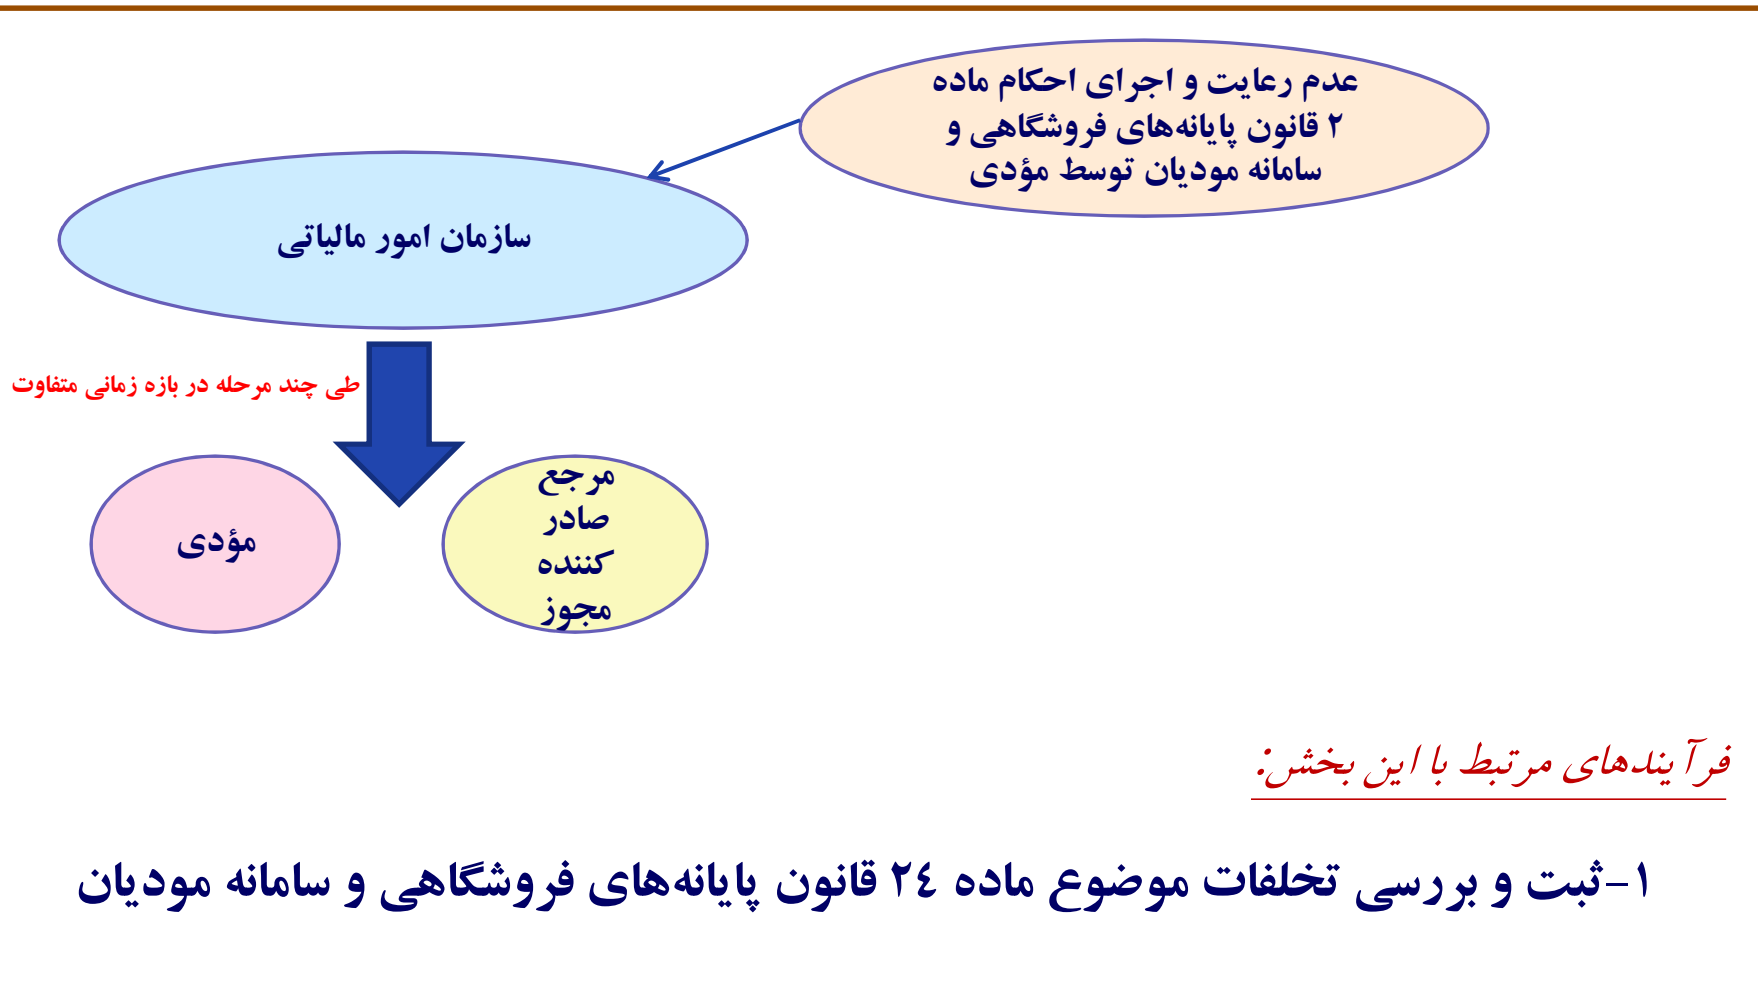 عدم رعایت و اجرای احکام ماده
۲ قانون پایانه‌های فروشگاهی و
سامانه مودیان توسط مؤدی
سازمان امور مالیاتی
طی چند مرحله در بازه زمانی متفاوت
مرجع
صادر
کننده
مجوز
مؤدی
فرآیندهای مرتبط با این بخش:
۱-ثبت و بررسی تخلفات موضوع ماده ۲٤ قانون پایانه‌های فروشگاهی و سامانه مودیان